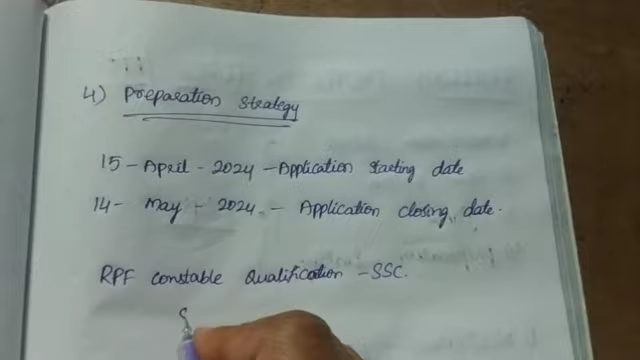 4) Preparation strategy
15 - April - 2024 - Application starting date
14 - May - 2024. - Application closing date.
RPF constable Qualification - SSC.
S